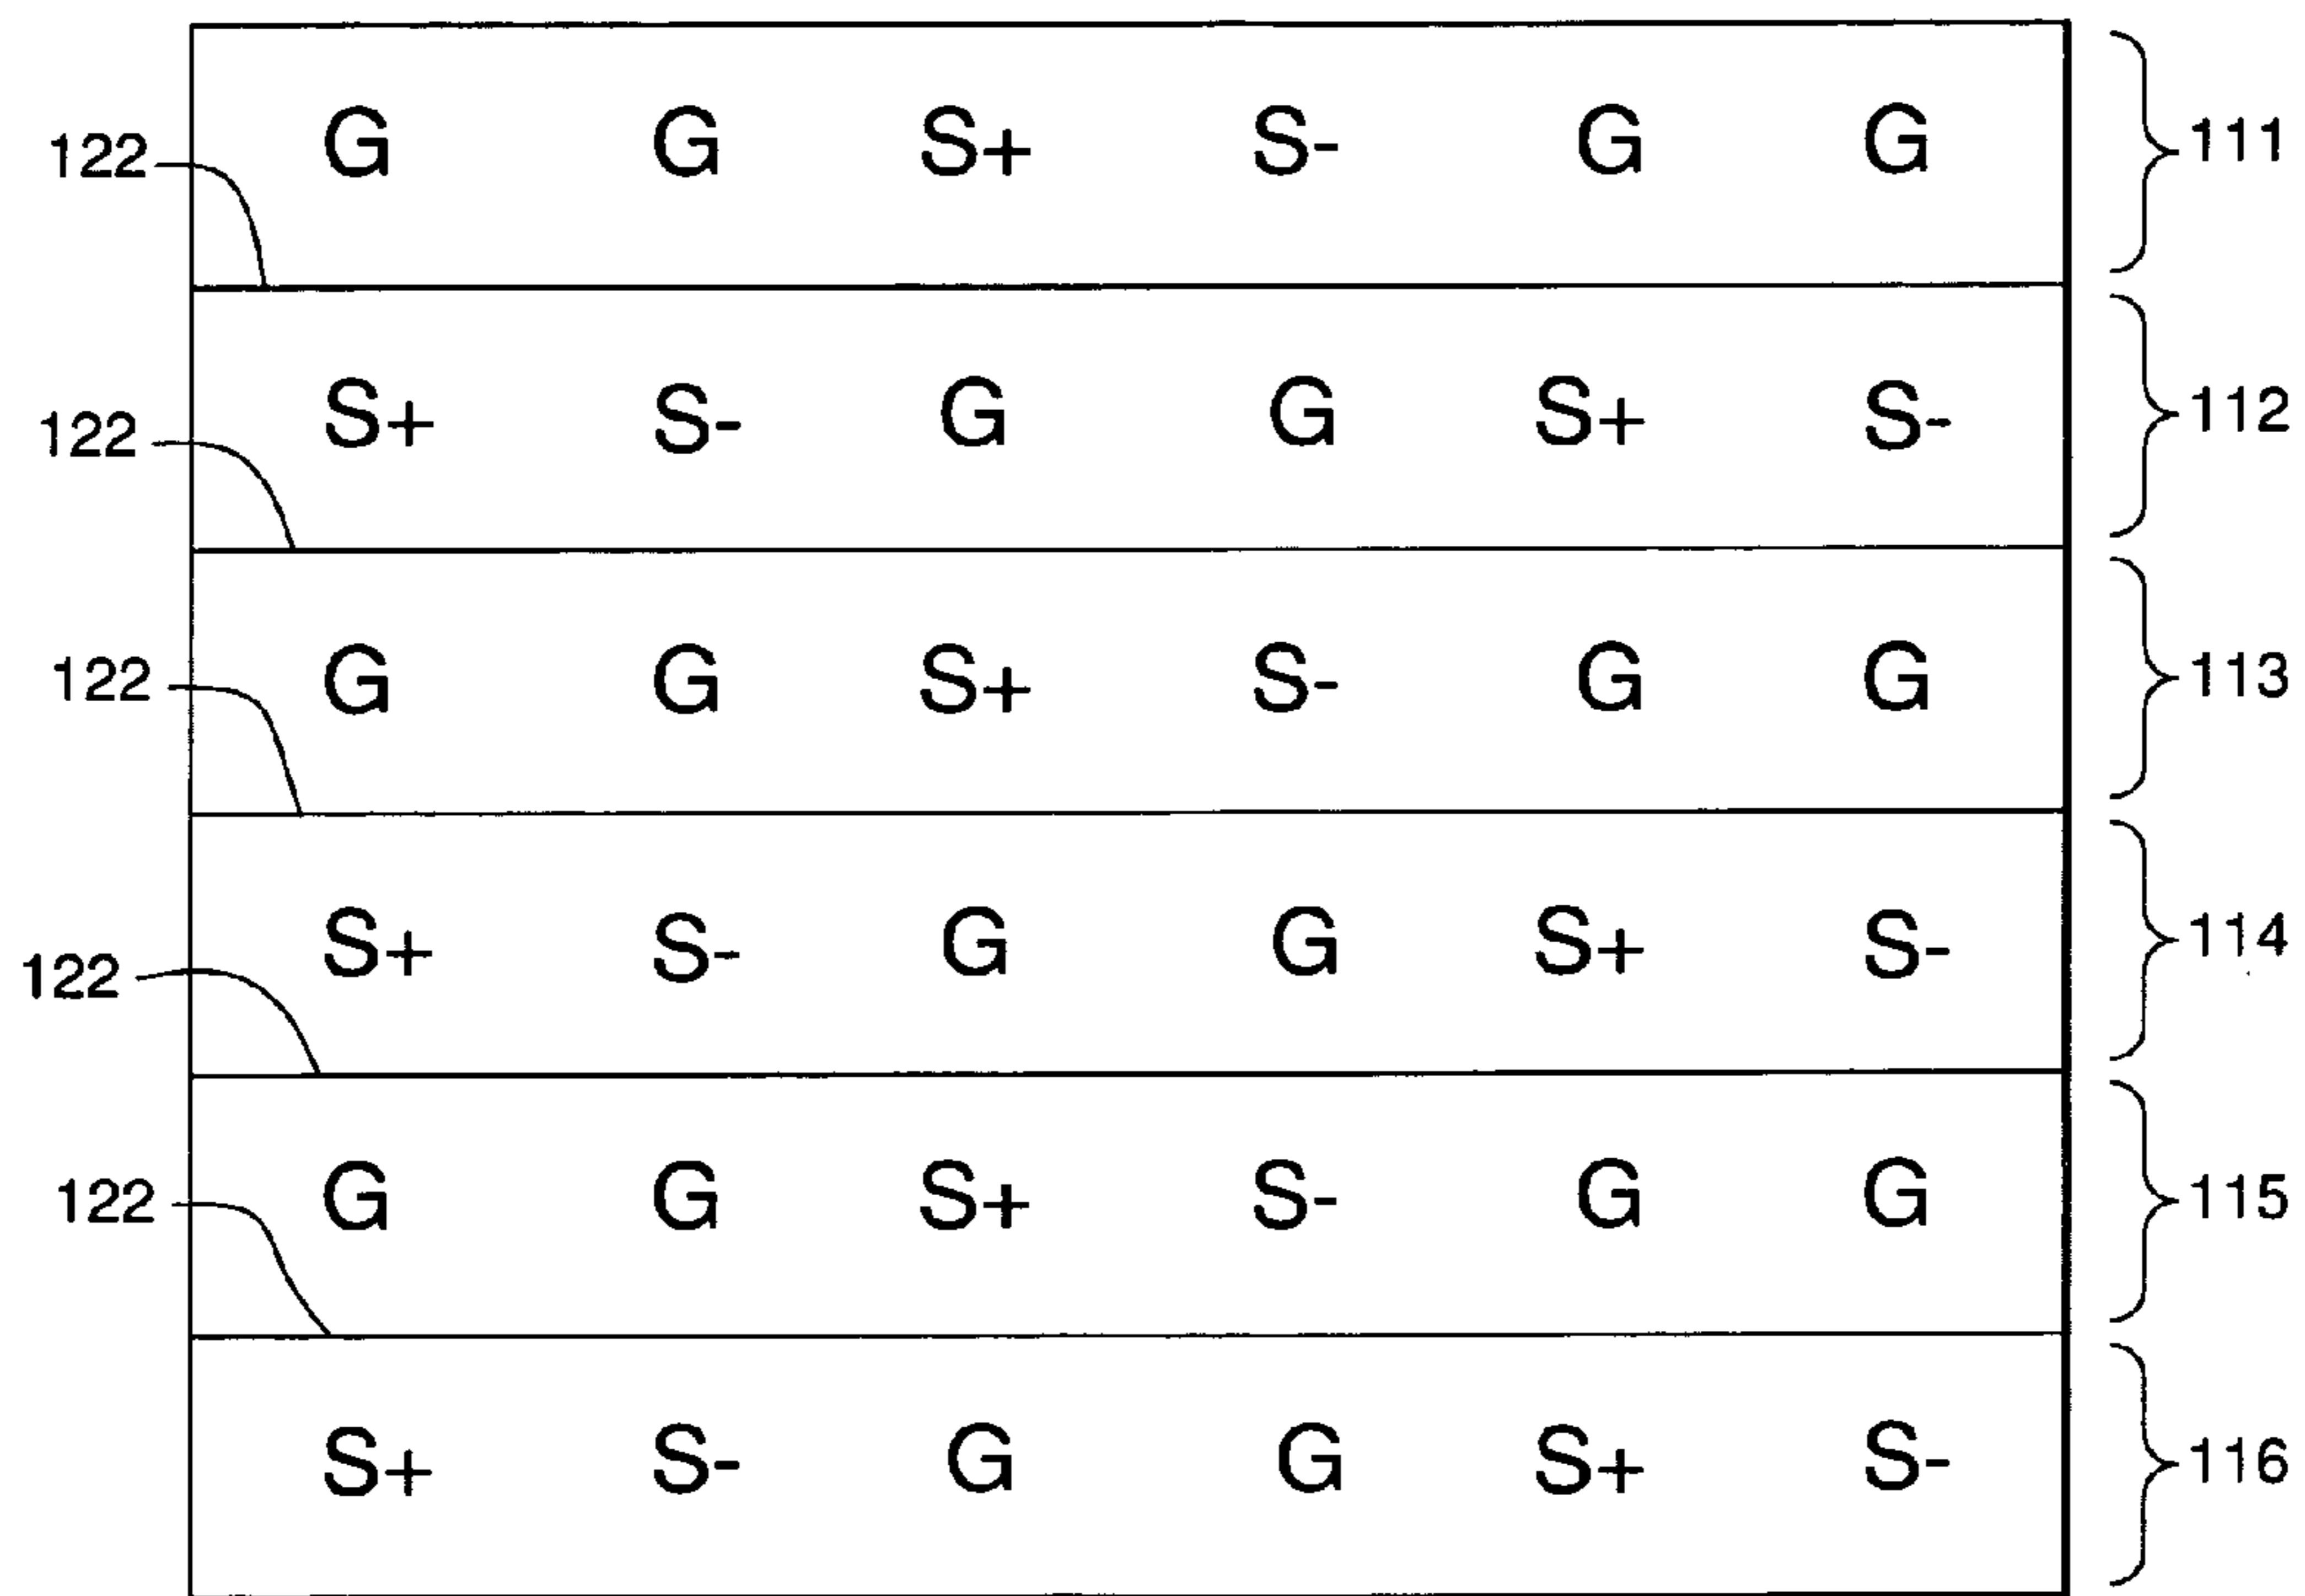 122 G G S+ S- G G 111
122 S+ S- G G S+ S- 112
122 G G S+ S- G G 113
122 S+ S- G G S+ S- 114
122 G G S+ S- G G 115
S+ S- G G S+ S- 116